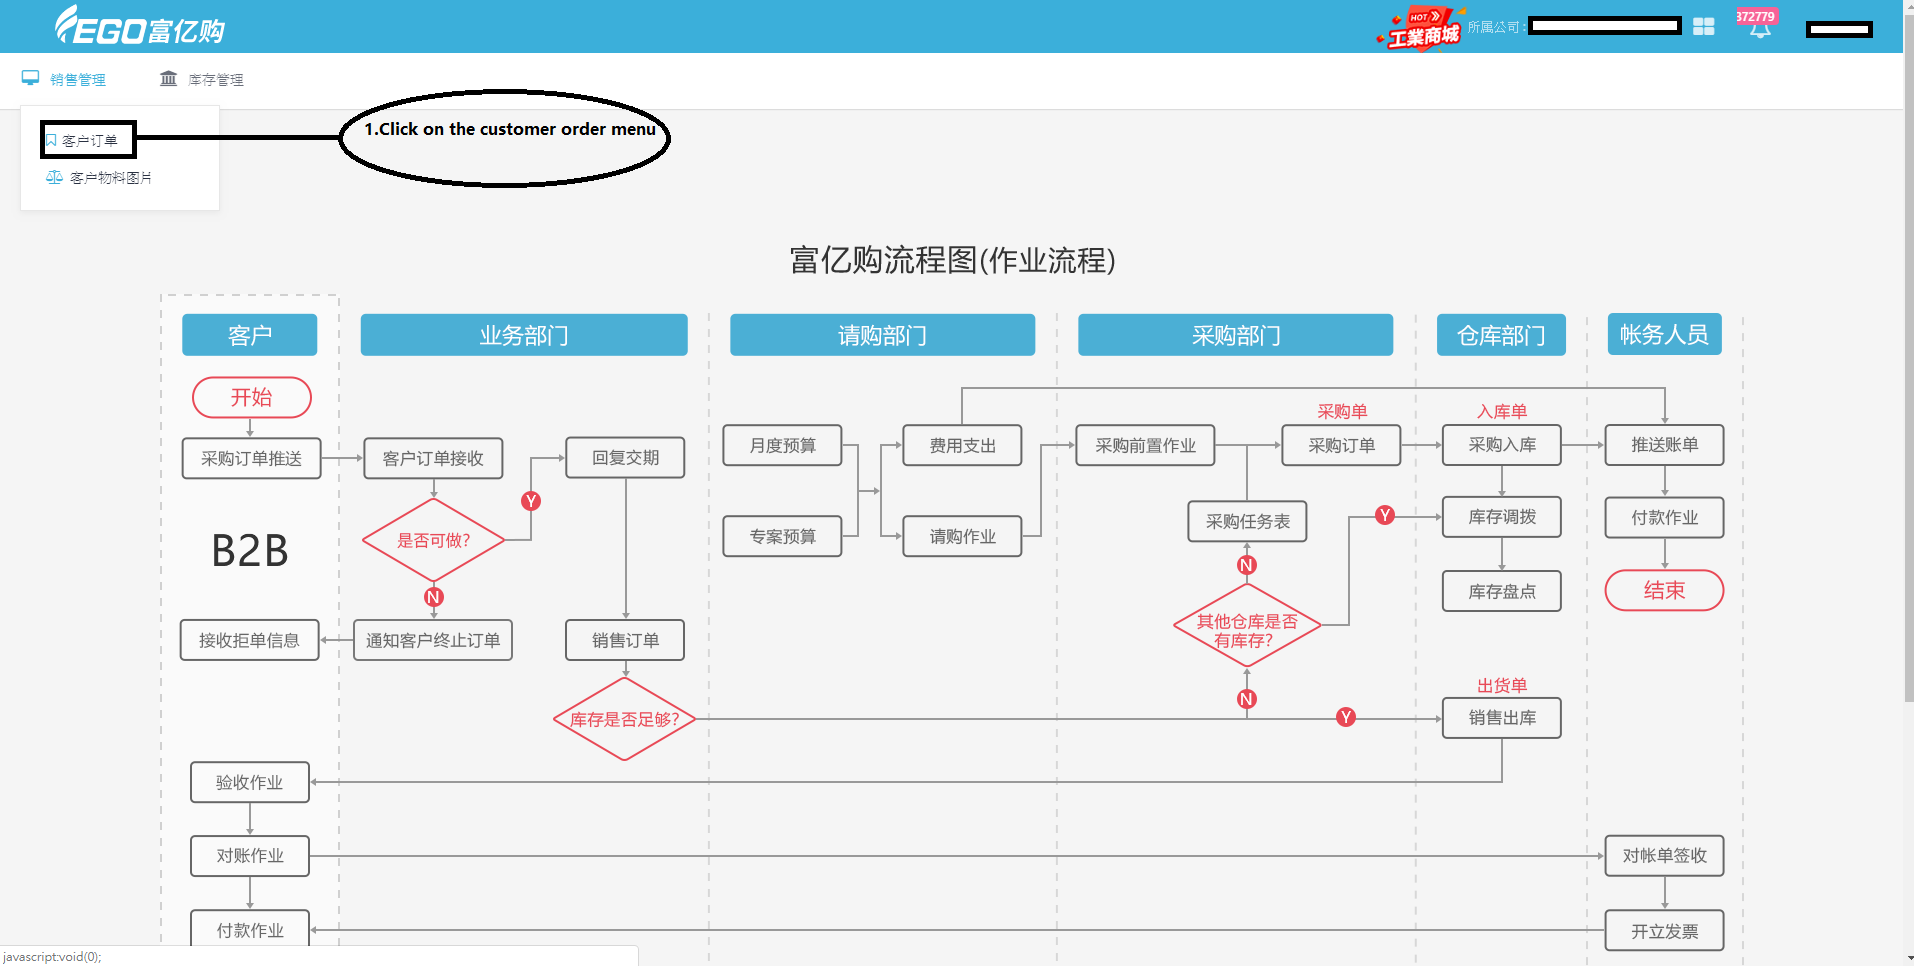 FEGO富亿购
HOT
工業商城
所属公司:
372779
销售管理
库存管理
客户订单
1.Click on the customer order menu
客户物料图片
富亿购流程图(作业流程)
客户
业务部门
请购部门
采购部门
仓库部门
帐务人员
开始
采购单
入库单
月度预算
费用支出
采购前置作业
采购订单
采购入库
推送账单
采购订单推送
客户订单接收
回复交期
Y
Y
库存调拨
付款作业
采购任务表
专案预算
请购作业
是否可做?
B2B
N
N
库存盘点
结束
其他仓库是否
有库存?
接收拒单信息
通知客户终止订单
销售订单
出货单
N
库存是否足够?
Y
销售出库
验收作业
对账作业
对帐单签收
付款作业
开立发票
javascript:void(0);